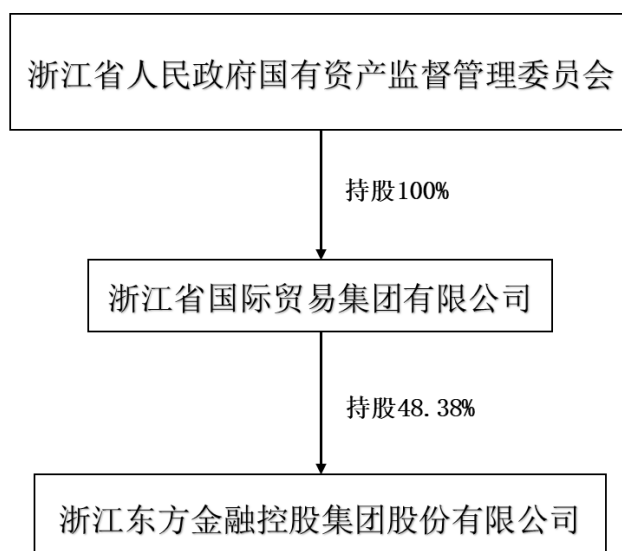 浙江省人民政府国有资产监督管理委员会
持股100%
浙江省国际贸易集团有限公司
持股48.38%
浙江东方金融控股集团股份有限公司